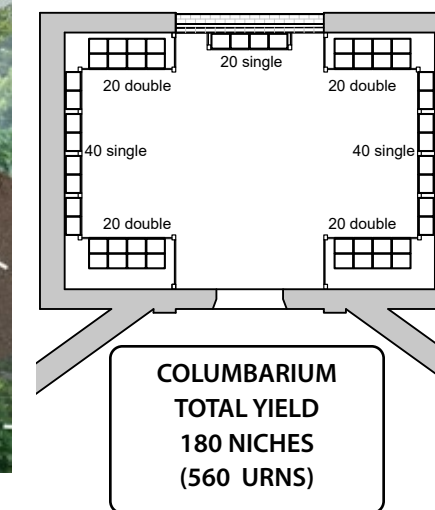 20 single
20 double
20 double
40 single
40 single
20 double
20 double
COLUMBARIUM
TOTAL YIELD
180 NICHES
(560 URNS)